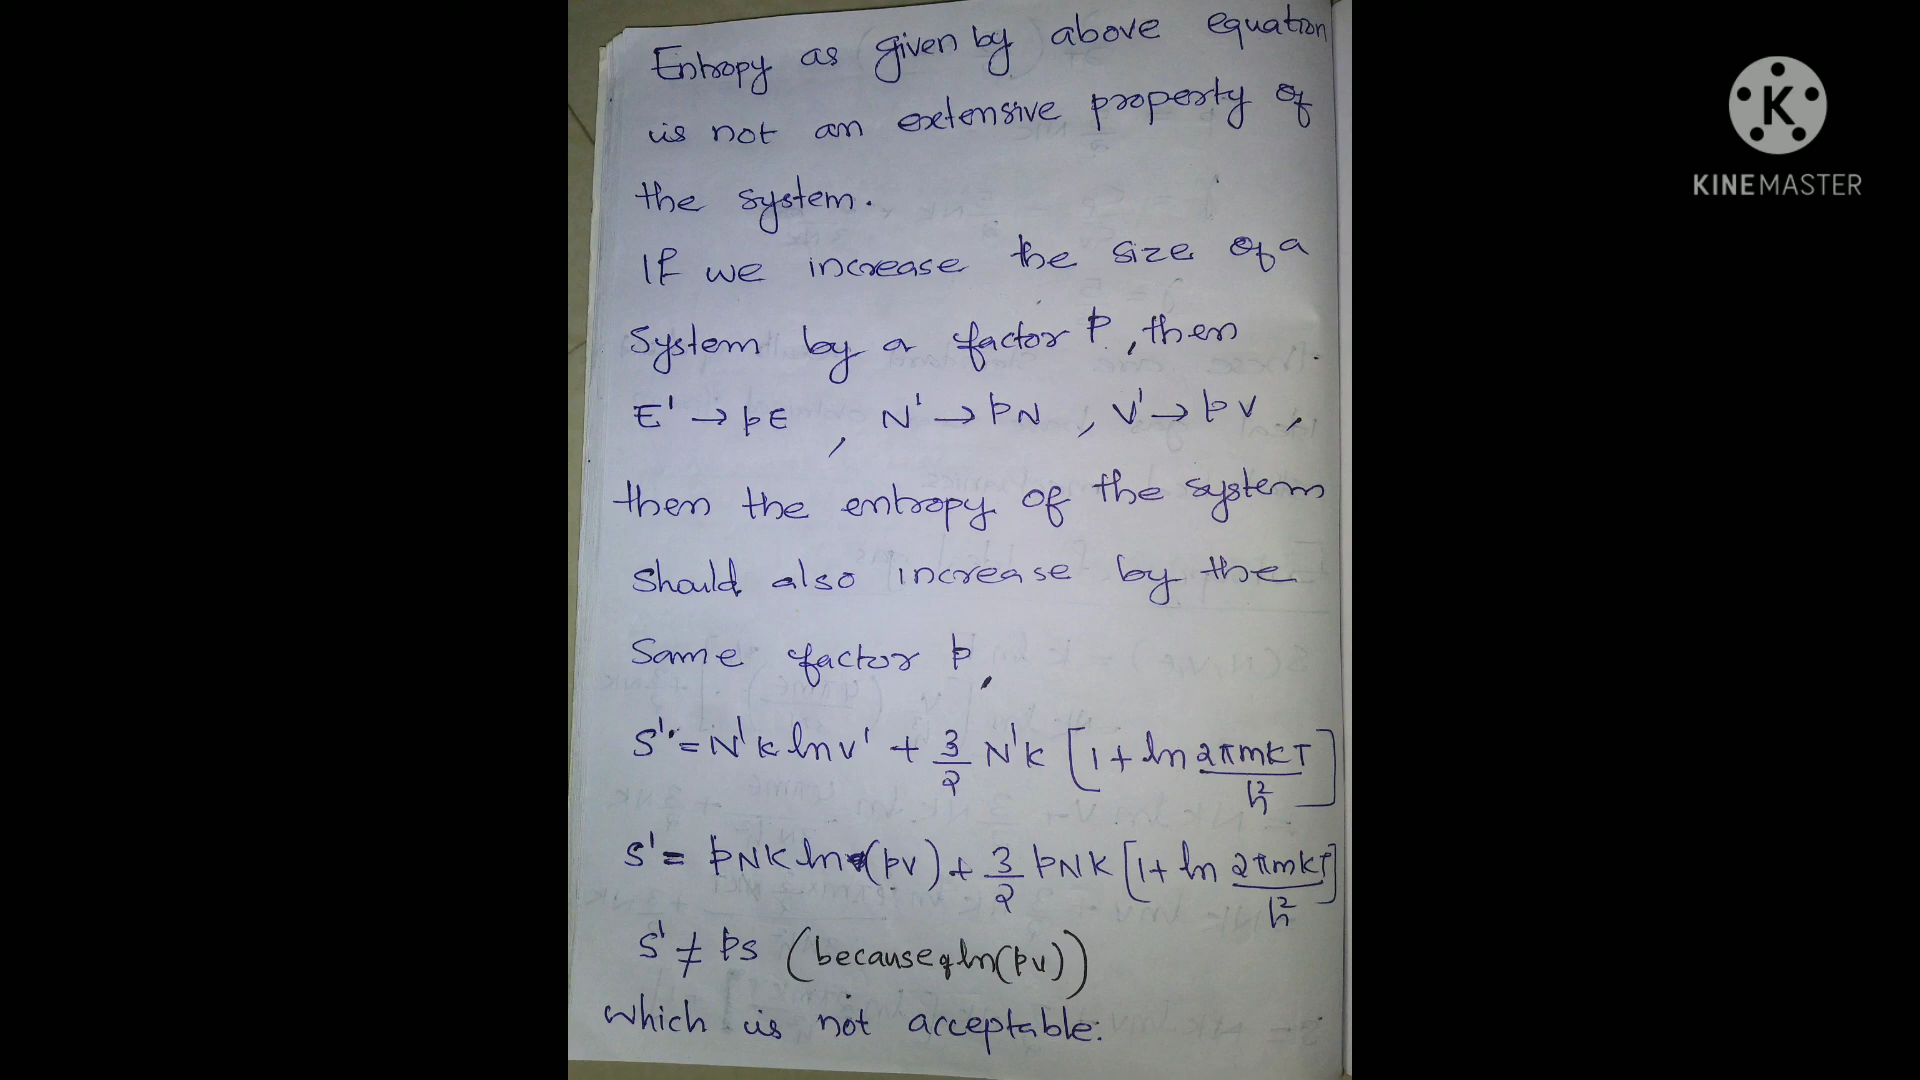 Entropy as given by above equation
is not an extensive property of
the system.
If we increase the size of a
system by a factor p, then
E' → pE , N' → pN , V' → pV ,
then the entropy of the system
should also increase by the
same factor p,
S' = N'k ln V' + 3/2 N'k [1 + ln 2πmkT/h²]
S' = pNk ln (pV) + 3/2 pNk [1 + ln 2πmkT/h²]
S' ≠ pS (because of ln(pV))
which is not acceptable.
K
KINEMASTER